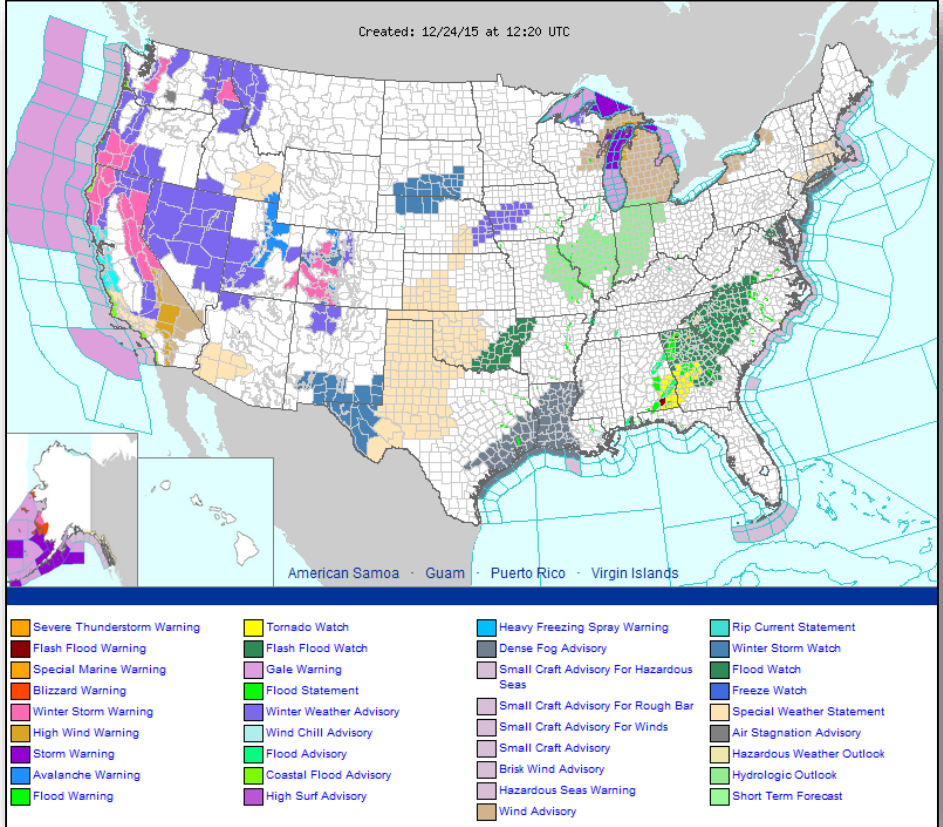 Created: 12/24/15 at 12:20 UTC
American Samoa · Guam · Puerto Rico · Virgin Islands
Severe Thunderstorm Warning
Flash Flood Warning
Special Marine Warning
Blizzard Warning
Winter Storm Warning
High Wind Warning
Storm Warning
Avalanche Warning
Flood Warning
Tornado Watch
Flash Flood Watch
Gale Warning
Flood Statement
Winter Weather Advisory
Wind Chill Advisory
Flood Advisory
Coastal Flood Advisory
High Surf Advisory
Heavy Freezing Spray Warning
Dense Fog Advisory
Small Craft Advisory For Hazardous
Seas
Small Craft Advisory For Rough Bar
Small Craft Advisory For Winds
Small Craft Advisory
Brisk Wind Advisory
Hazardous Seas Warning
Wind Advisory
Rip Current Statement
Winter Storm Watch
Flood Watch
Freeze Watch
Special Weather Statement
Air Stagnation Advisory
Hazardous Weather Outlook
Hydrologic Outlook
Short Term Forecast